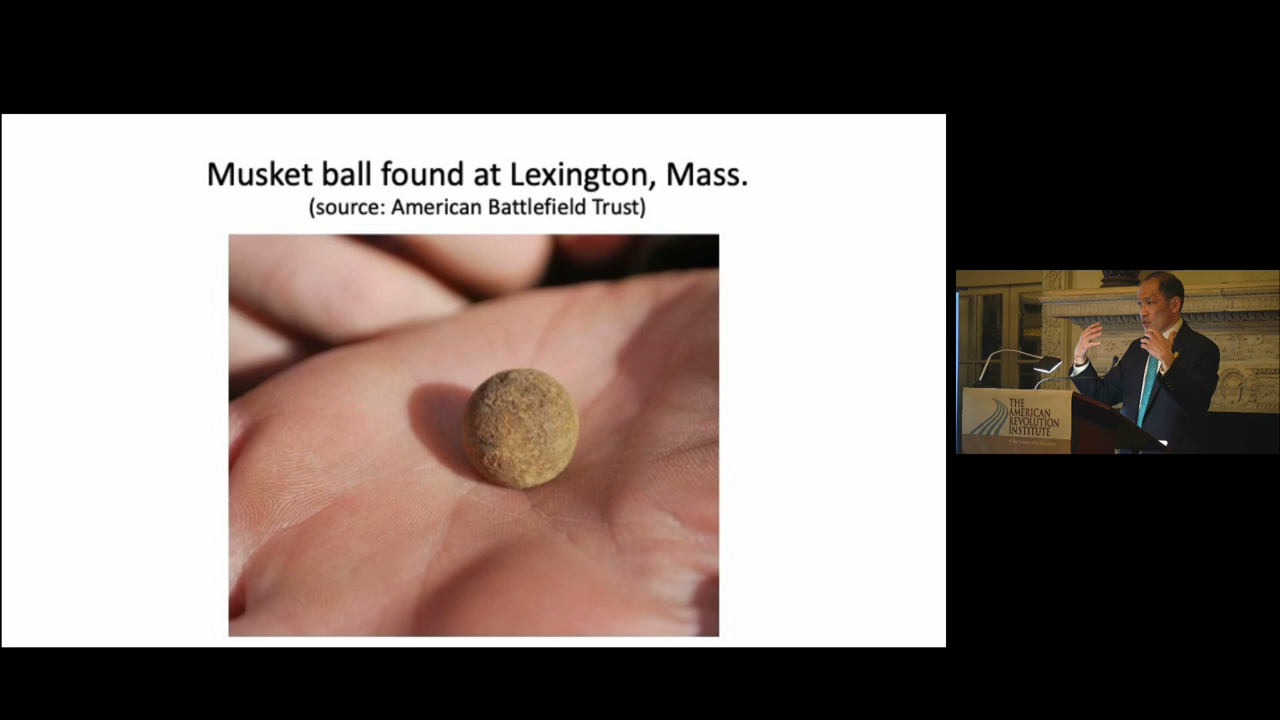 Musket ball found at Lexington, Mass.
(source: American Battlefield Trust)
THE
AMERICAN
REVOLUTION
INSTITUTE